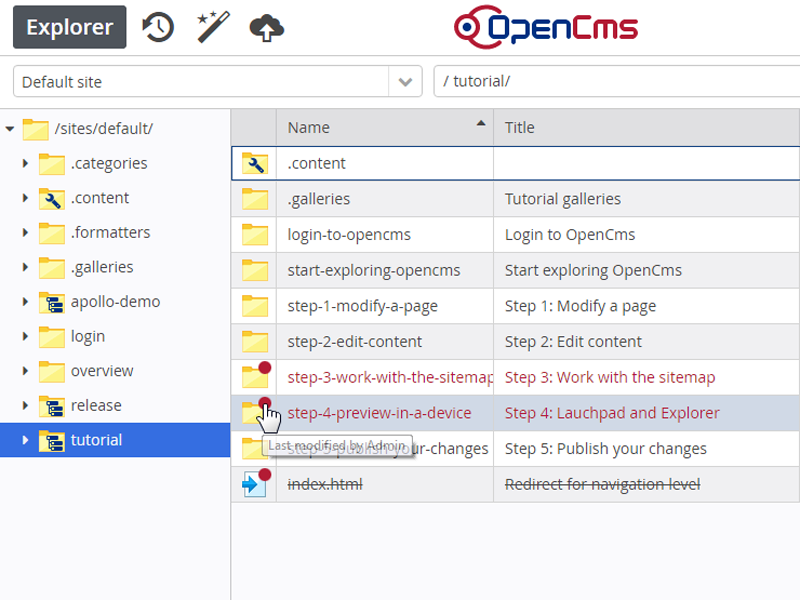 Explorer
OpenCms
Default site
/ tutorial/
/sites/default/
.categories
.content
.formatters
.galleries
apollo-demo
login
overview
release
tutorial
Name Title
.content
.galleries Tutorial galleries
login-to-opencms Login to OpenCms
start-exploring-opencms Start exploring OpenCms
step-1-modify-a-page Step 1: Modify a page
step-2-edit-content Step 2: Edit content
step-3-work-with-the-sitemap Step 3: Work with the sitemap
step-4-preview-in-a-device Step 4: Lauchpad and Explorer
Last modified by Admin
step-5-publish-your-changes Step 5: Publish your changes
index.html Redirect for navigation level